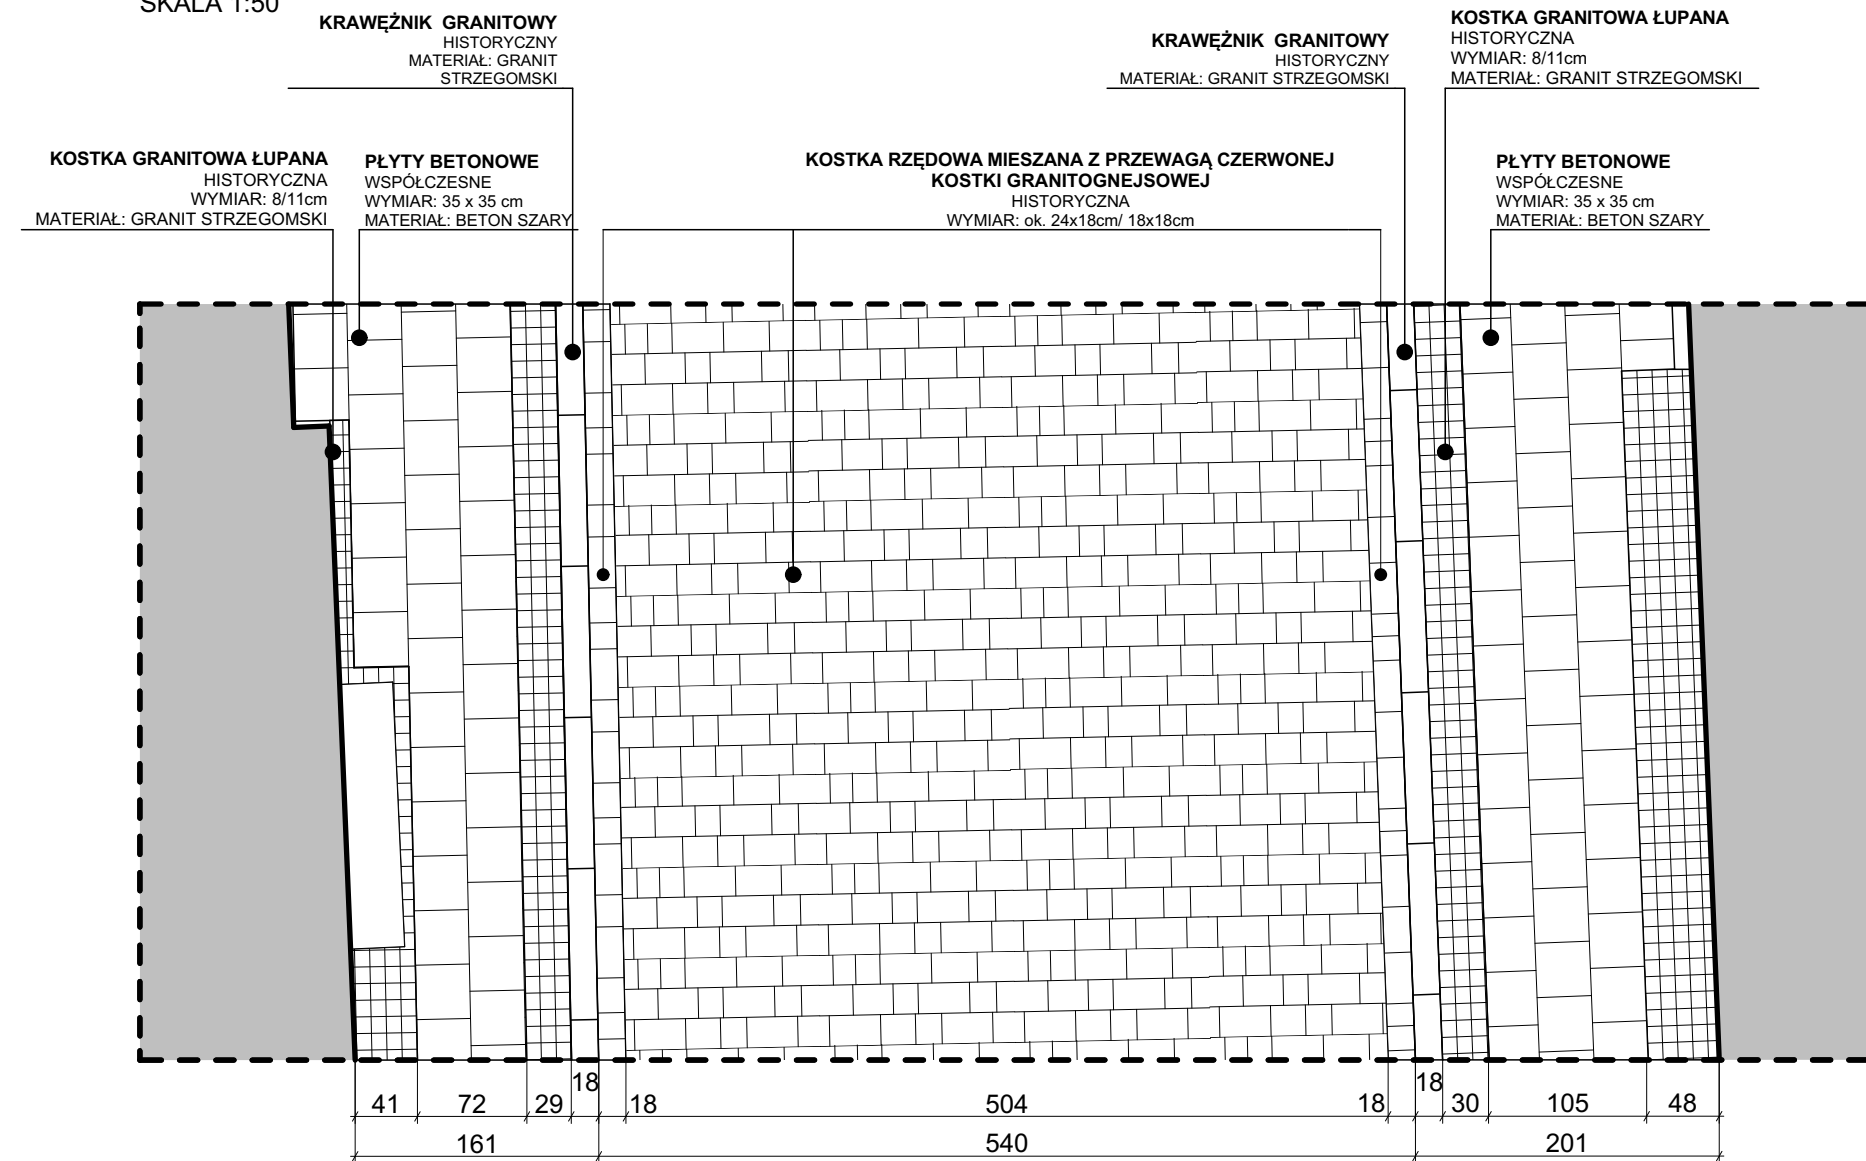 SKALA 1:50
KRAWĘŻNIK GRANITOWY
HISTORYCZNY
MATERIAŁ: GRANIT
STRZEGOMSKI
KRAWĘŻNIK GRANITOWY
HISTORYCZNY
MATERIAŁ: GRANIT STRZEGOMSKI
KOSTKA GRANITOWA ŁUPANA
HISTORYCZNA
WYMIAR: 8/11cm
MATERIAŁ: GRANIT STRZEGOMSKI
KOSTKA GRANITOWA ŁUPANA
HISTORYCZNA
WYMIAR: 8/11cm
MATERIAŁ: GRANIT STRZEGOMSKI
PŁYTY BETONOWE
WSPÓŁCZESNE
WYMIAR: 35 x 35 cm
MATERIAŁ: BETON SZARY
KOSTKA RZĘDOWA MIESZANA Z PRZEWAGĄ CZERWONEJ
KOSTKI GRANITOGNEJSOWEJ
HISTORYCZNA
WYMIAR: ok. 24x18cm/ 18x18cm
PŁYTY BETONOWE
WSPÓŁCZESNE
WYMIAR: 35 x 35 cm
MATERIAŁ: BETON SZARY
41 72 29 18 18 504 18 18 30 105 48
161 540 201